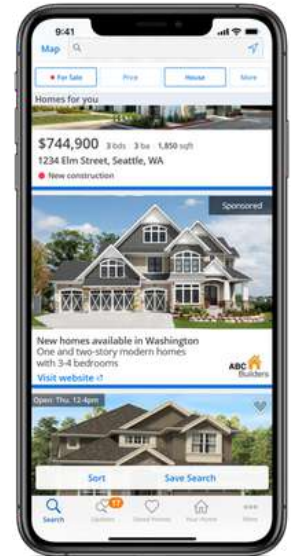 9:41
Map
For Sale Price House More
Homes for you
$744,900 3 bds 3 ba 1,850 sqft
1234 Elm Street, Seattle, WA
New construction
Sponsored
New homes available in Washington
One and two-story modern homes
with 3-4 bedrooms
Visit website
ABC
Builders
Open: Thu. 12-4pm
Sort Save Search
17
Search Updates Saved Homes Your Home More